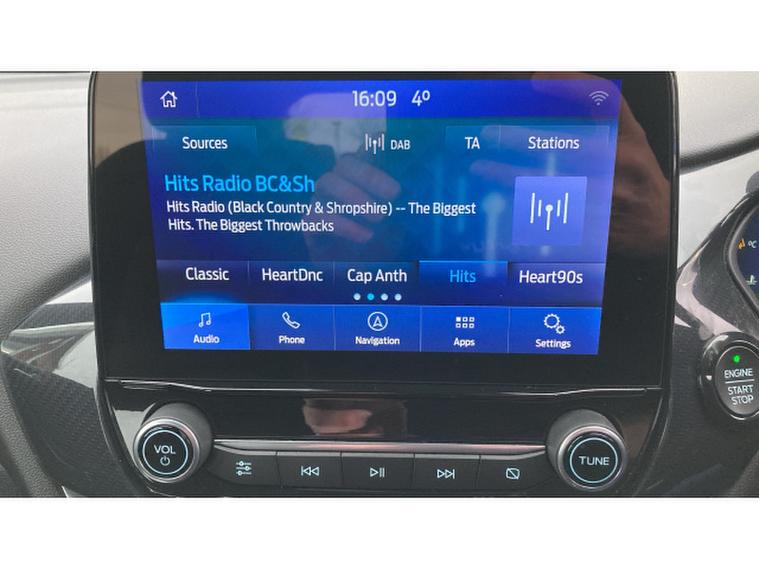 16:09 4º
Sources DAB TA Stations
Hits Radio BC&Sh
Hits Radio (Black Country & Shropshire) -- The Biggest
Hits. The Biggest Throwbacks
Classic HeartDnc Cap Anth Hits Heart90s
Audio Phone Navigation Apps Settings
VOL TUNE
ENGINE
START
STOP
ºC